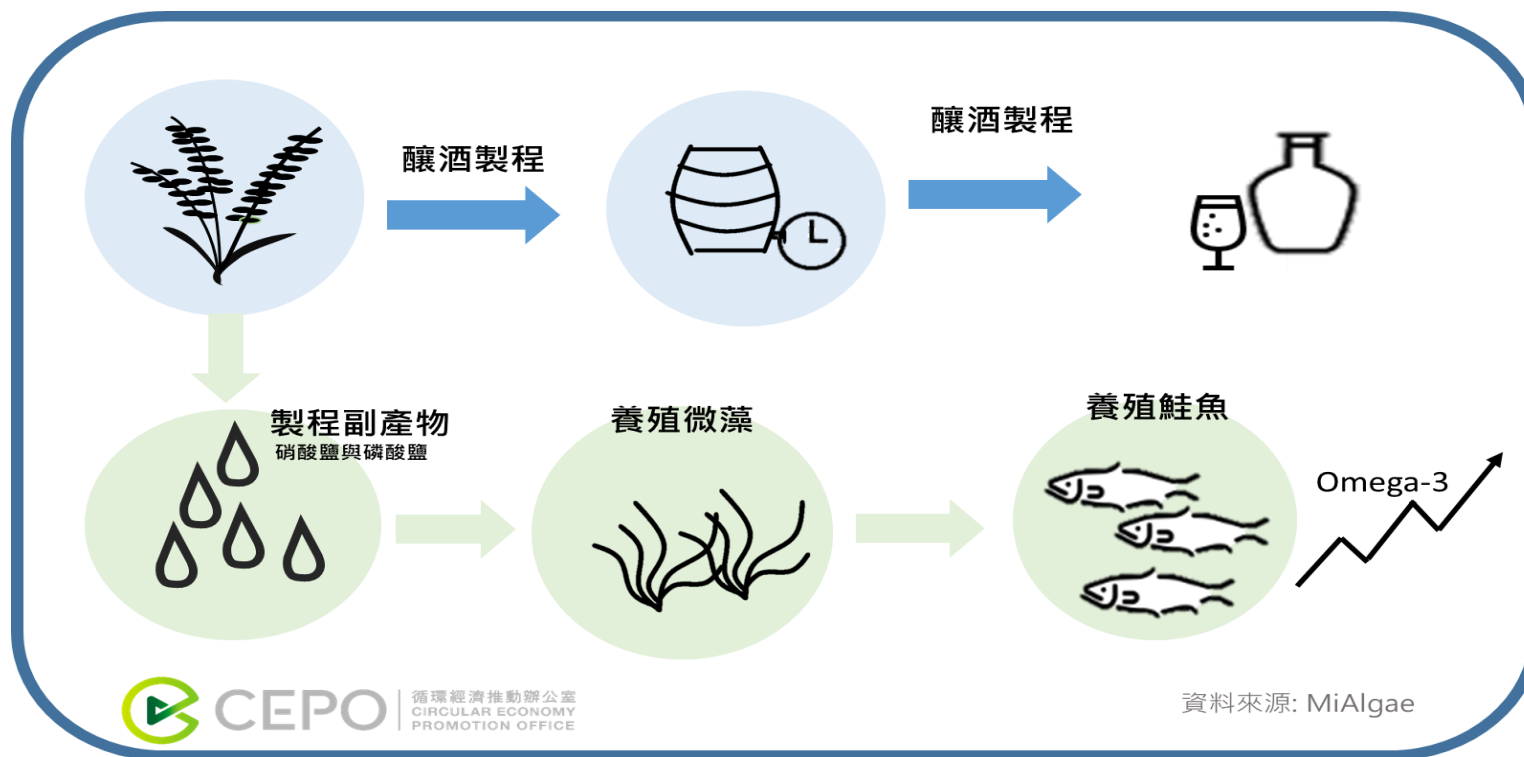 釀酒製程
釀酒製程
製程副產物
硝酸鹽與磷酸鹽
養殖微藻
養殖鮭魚
Omega-3
CEPO
循環經濟推動辦公室
CIRCULAR ECONOMY
PROMOTION OFFICE
資料來源: MiAlgae